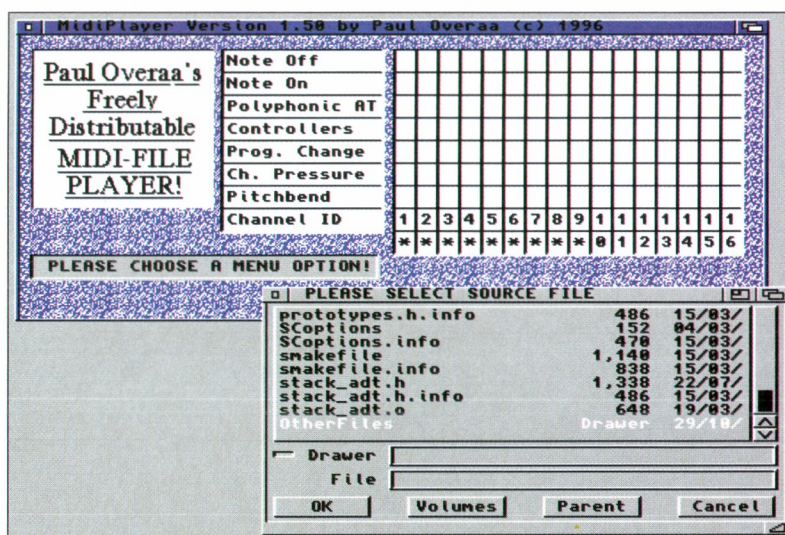 MidiPlayer Version 1.50 by Paul Overaa (c) 1996
Paul Overaa's
Freely
Distributable
MIDI-FILE
PLAYER!
Note Off
Note On
Polyphonic AT
Controllers
Prog. Change
Ch. Pressure
Pitchbend
Channel ID 1 2 3 4 5 6 7 8 9 1 1 1 1 1 1 1
* * * * * * * * * 0 1 2 3 4 5 6
PLEASE CHOOSE A MENU OPTION!
PLEASE SELECT SOURCE FILE
prototypes.h.info 486 15/03/
SCoptions 152 04/03/
SCoptions.info 470 15/03/
smakefile 1,140 15/03/
smakefile.info 838 15/03/
stack_adt.h 1,338 22/07/
stack_adt.h.info 486 15/03/
stack_adt.o 648 19/03/
OtherFiles Drawer 29/10/
Drawer
File
OK Volumes Parent Cancel